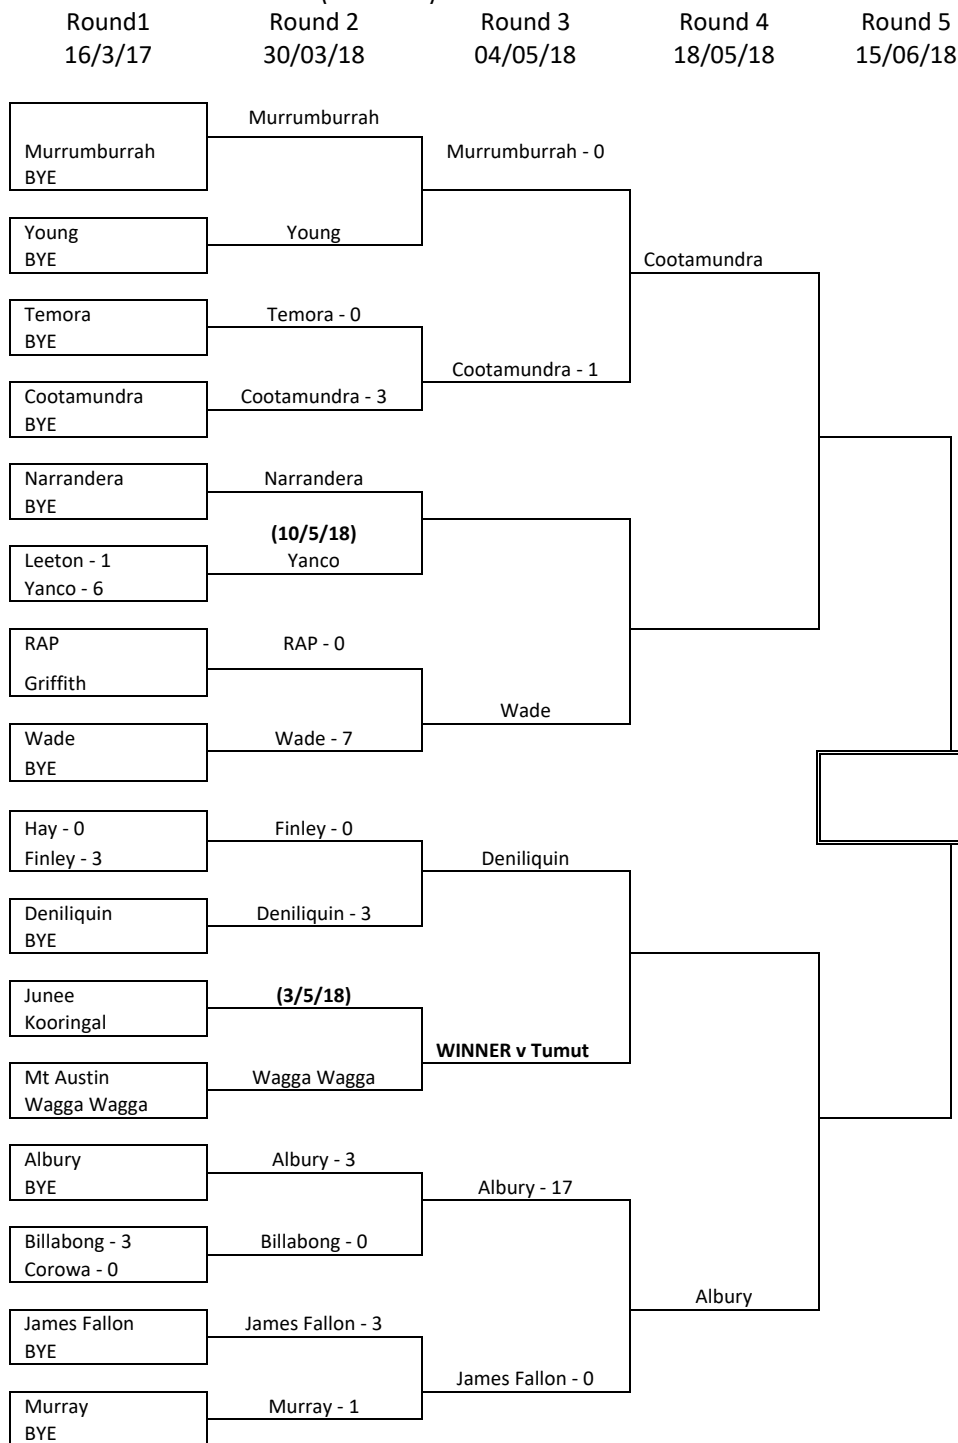 Round1 Round 2 Round 3 Round 4 Round 5
16/3/17 30/03/18 04/05/18 18/05/18 15/06/18
Murrumburrah
Murrumburrah Murrumburrah - 0
BYE
Young Young
BYE Cootamundra
Temora Temora - 0
BYE
Cootamundra - 1
Cootamundra Cootamundra - 3
BYE
Narrandera Narrandera
BYE
(10/5/18)
Leeton - 1 Yanco
Yanco - 6
RAP RAP - 0
Griffith
Wade
Wade Wade - 7
BYE
Hay - 0 Finley - 0
Finley - 3 Deniliquin
Deniliquin Deniliquin - 3
BYE
Junee (3/5/18)
Kooringal
WINNER v Tumut
Mt Austin Wagga Wagga
Wagga Wagga
Albury Albury - 3
BYE Albury - 17
Billabong - 3 Billabong - 0
Corowa - 0
Albury
James Fallon James Fallon - 3
BYE
James Fallon - 0
Murray Murray - 1
BYE